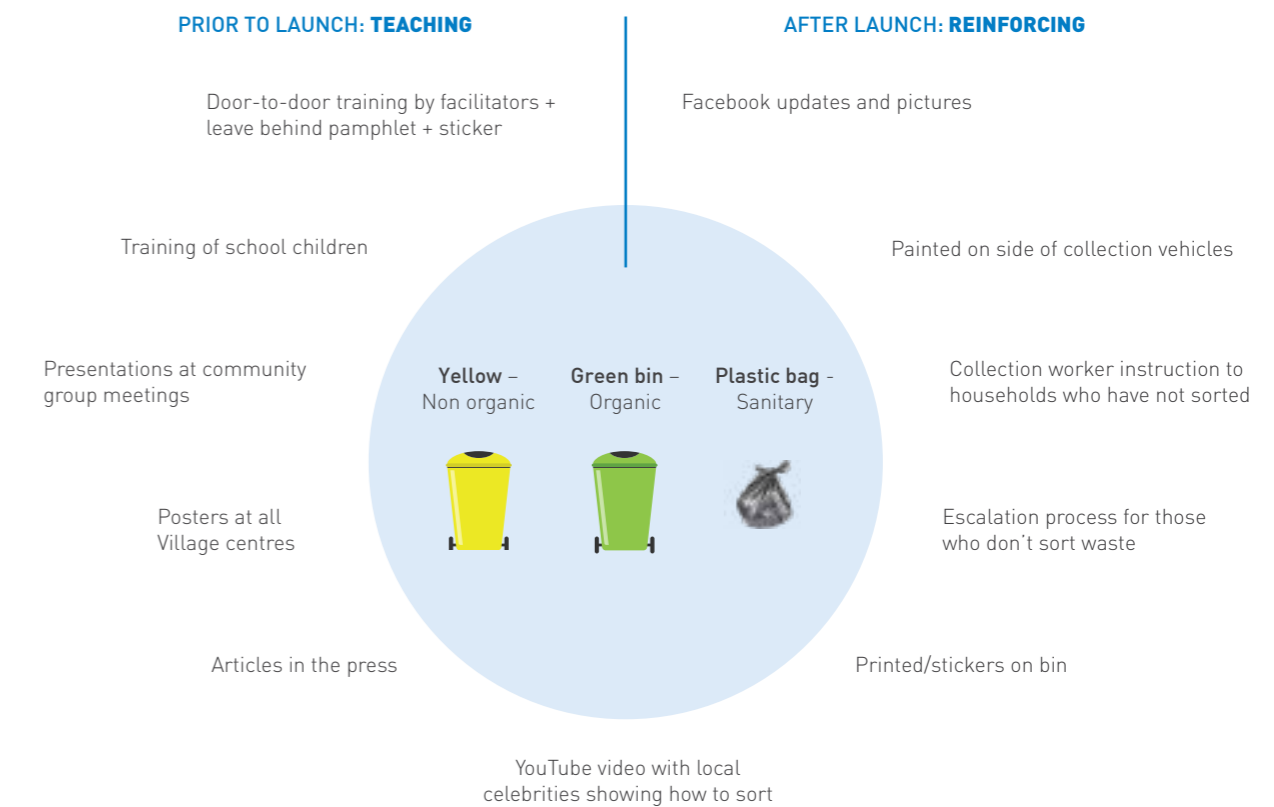 PRIOR TO LAUNCH: TEACHING
Door-to-door training by facilitators +
leave behind pamphlet + sticker
Training of school children
Presentations at community
group meetings
Posters at all
Village centres
Articles in the press
AFTER LAUNCH: REINFORCING
Facebook updates and pictures
Painted on side of collection vehicles
Collection worker instruction to
households who have not sorted
Escalation process for those
who don't sort waste
Printed/stickers on bin
YouTube video with local
celebrities showing how to sort
Yellow –
Non organic
Green bin –
Organic
Plastic bag -
Sanitary